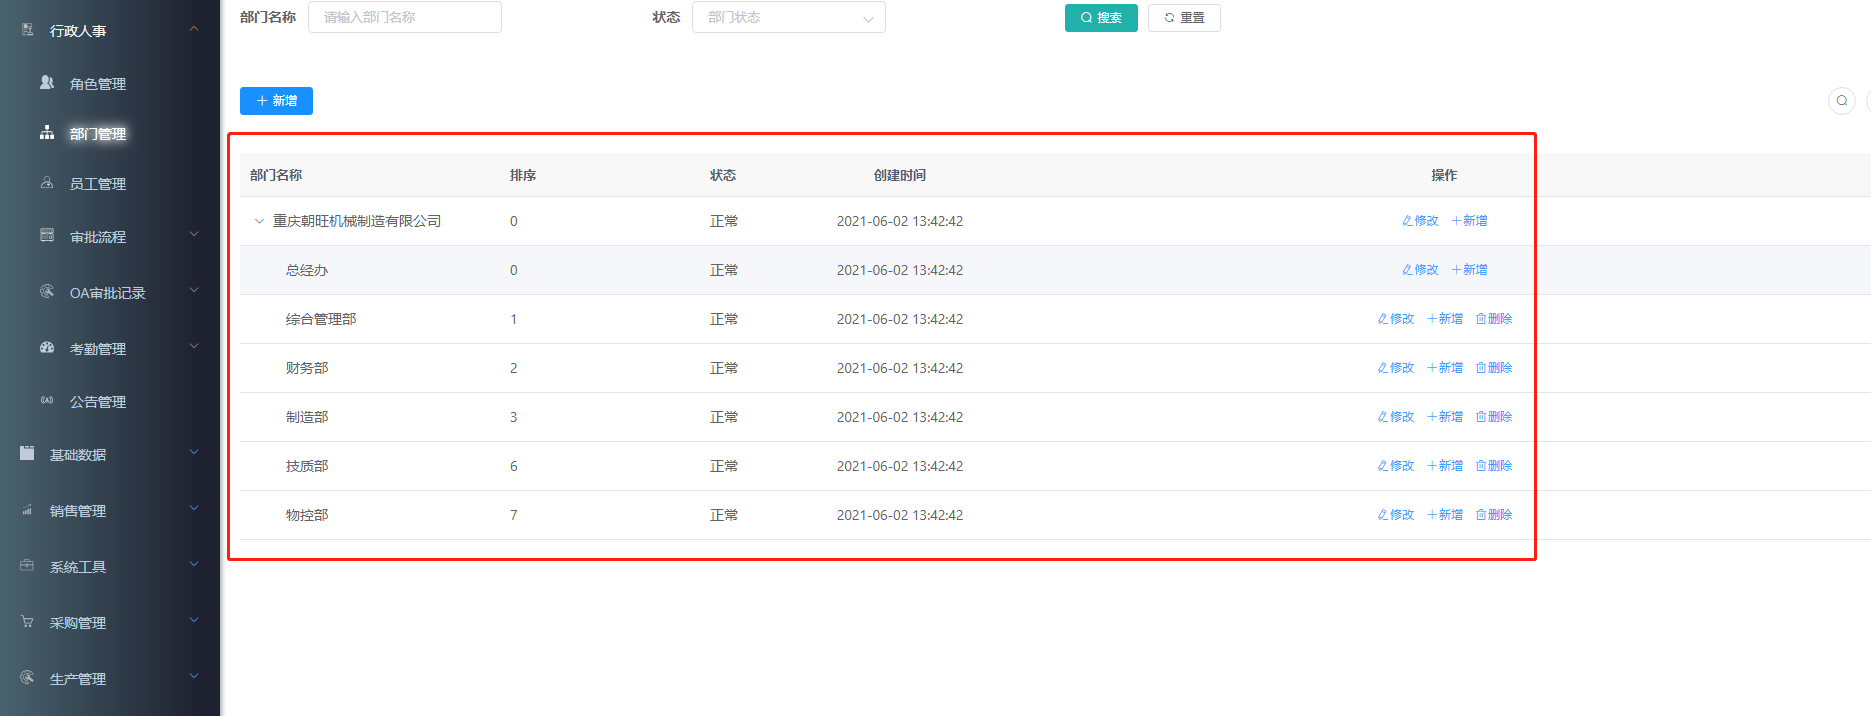 部门名称 请输入部门名称 状态 部门状态 搜索 重置
行政人事
角色管理
部门管理
员工管理
审批流程
OA审批记录
考勤管理
公告管理
基础数据
销售管理
系统工具
采购管理
生产管理
新增
部门名称 排序 状态 创建时间 操作
重庆朝旺机械制造有限公司 0 正常 2021-06-02 13:42:42 修改 新增
总经办 0 正常 2021-06-02 13:42:42 修改 新增
综合管理部 1 正常 2021-06-02 13:42:42 修改 新增 删除
财务部 2 正常 2021-06-02 13:42:42 修改 新增 删除
制造部 3 正常 2021-06-02 13:42:42 修改 新增 删除
技质部 6 正常 2021-06-02 13:42:42 修改 新增 删除
物控部 7 正常 2021-06-02 13:42:42 修改 新增 删除